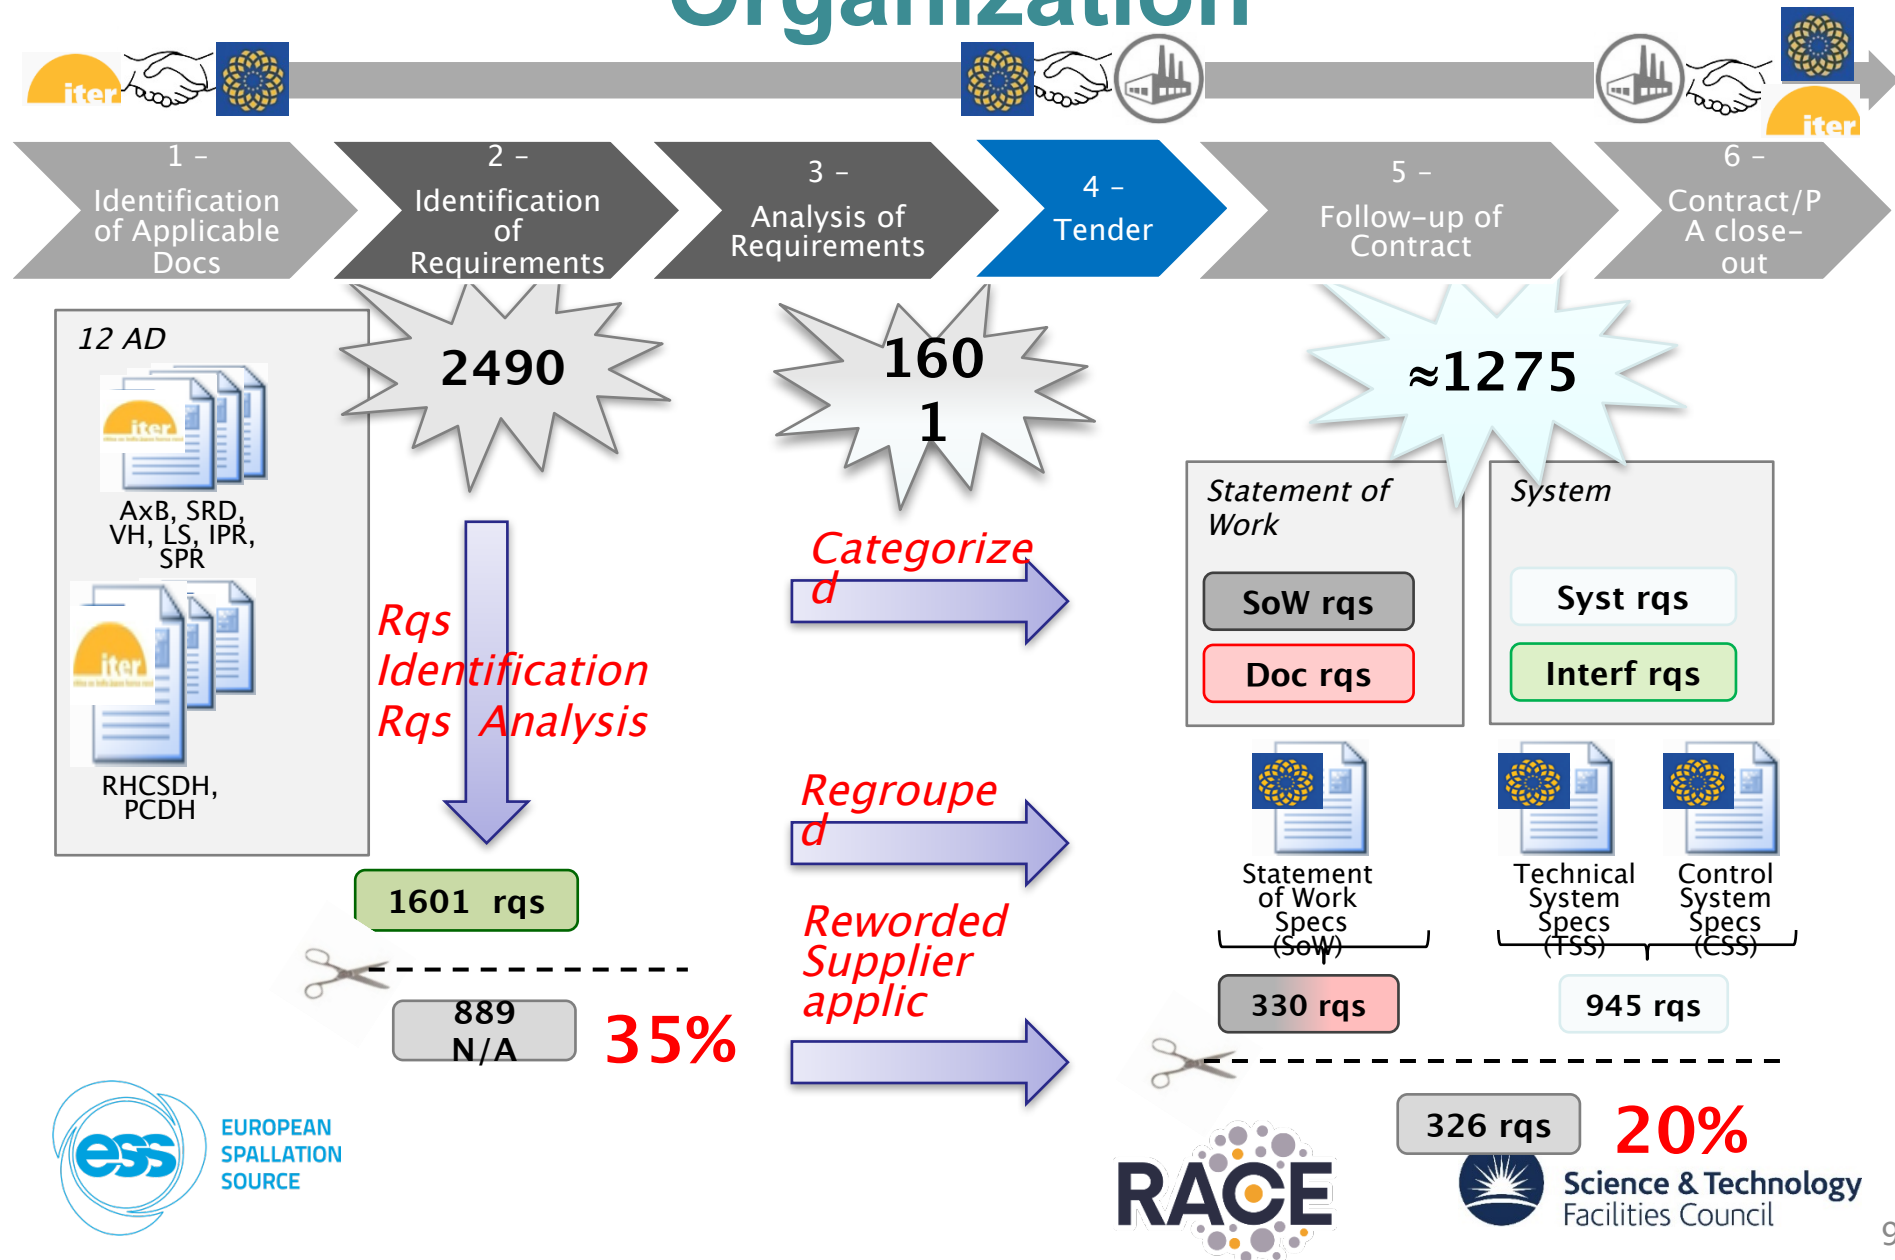 Organization
iter
iter
1 –
Identification
of Applicable
Docs
2 –
Identification
of
Requirements
3 –
Analysis of
Requirements
4 –
Tender
5 –
Follow-up of
Contract
6 –
Contract/P
A close-
out
12 AD
iter
AxB, SRD,
VH, LS, IPR,
SPR
iter
RHCSDH,
PCDH
2490
Rqs
Identification
Rqs Analysis
1601 rqs
889
N/A
35%
160
1
Categorize
d
Regroupe
d
Reworded
Supplier
applic
≈1275
Statement of
Work
SoW rqs
Doc rqs
System
Syst rqs
Interf rqs
Statement
of Work
Specs
(SoW)
Technical
System
Specs
(TSS)
Control
System
Specs
(CSS)
330 rqs
945 rqs
326 rqs
20%
ess
EUROPEAN
SPALLATION
SOURCE
RACE
Science & Technology
Facilities Council
9